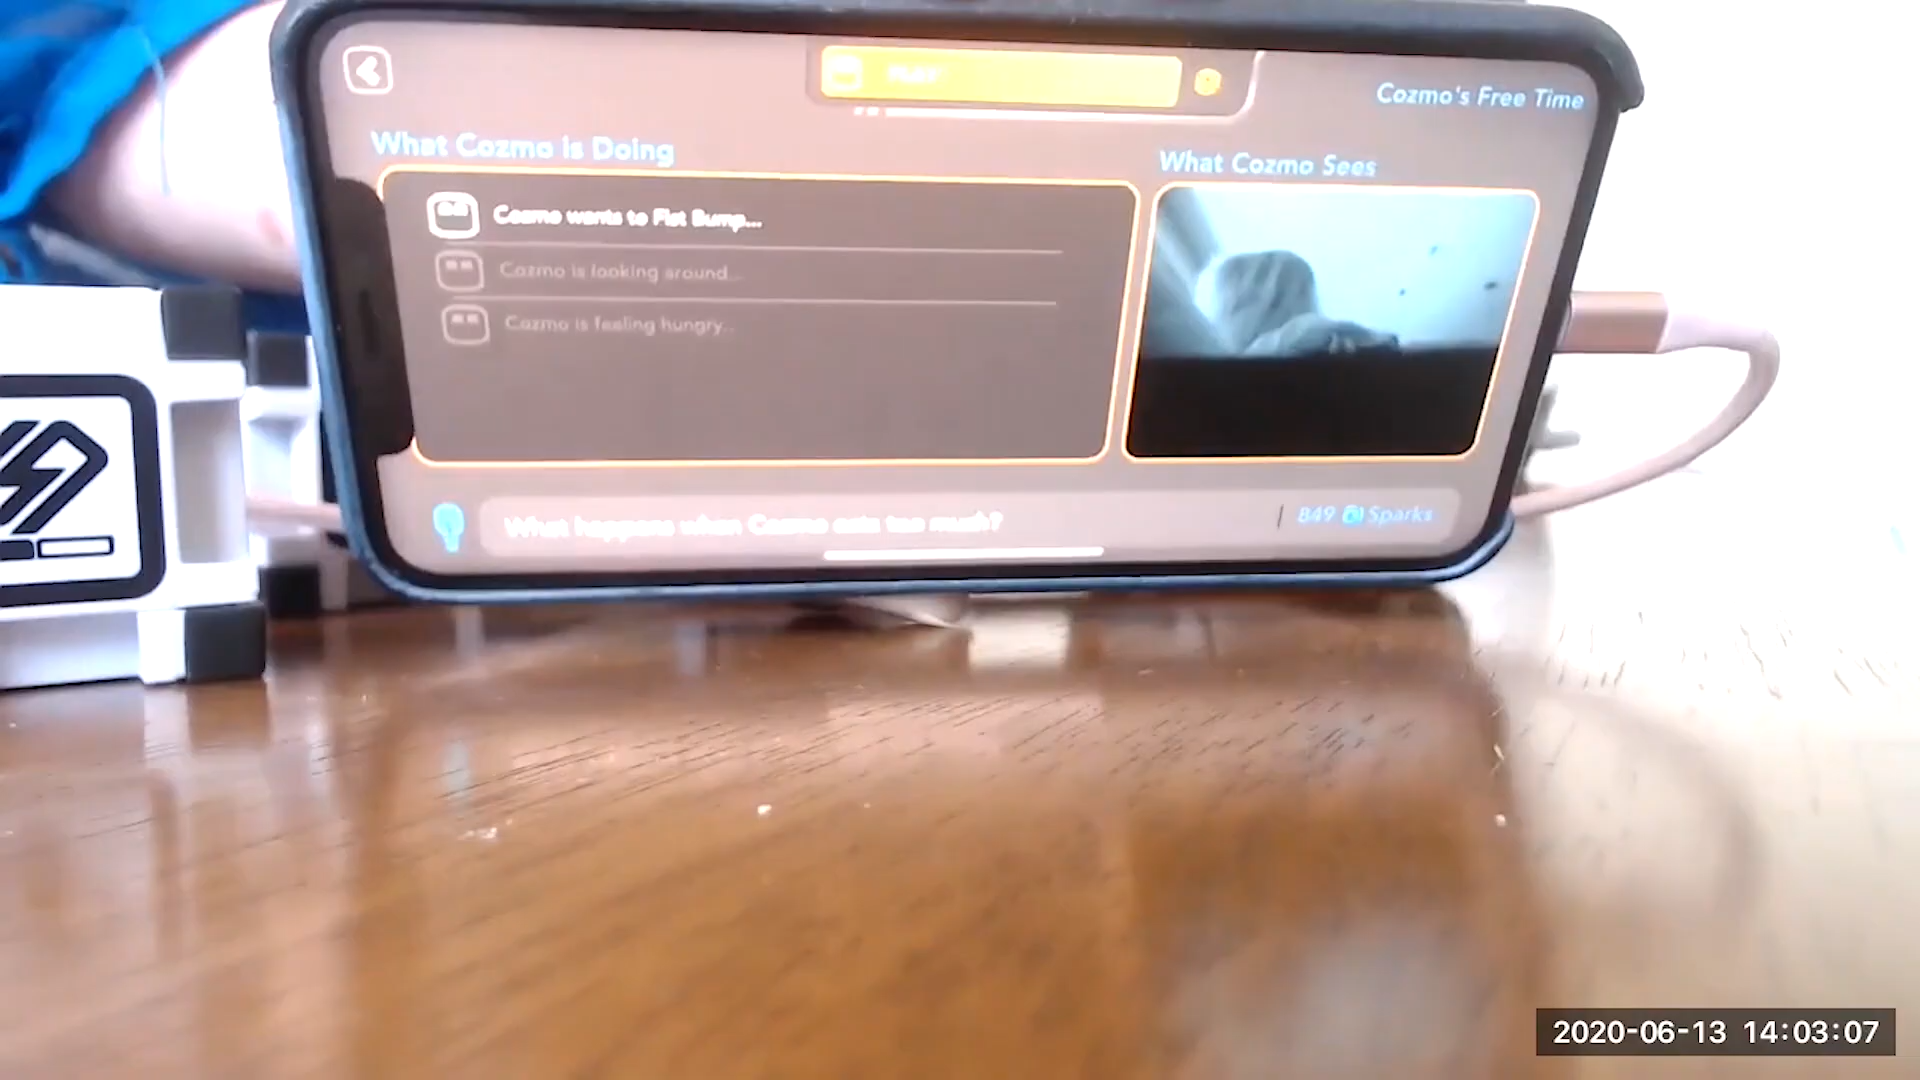 PLAY
Cozmo's Free Time
What Cozmo is Doing
What Cozmo Sees
Cozmo wants to Fist Bump...
Cozmo is looking around...
Cozmo is feeling hungry...
What happens when Cozmo eats too much?
849 Sparks
2020-06-13 14:03:07